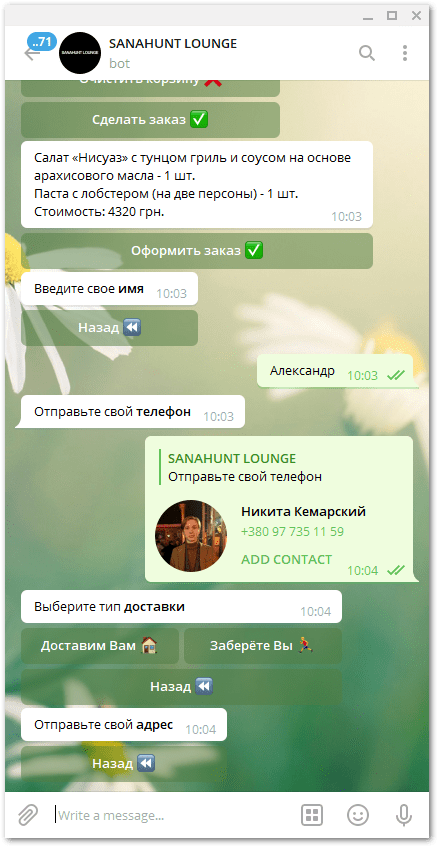 ..71
SANAHUNT LOUNGE
SANAHUNT LOUNGE
bot
Очистить корзину ❌
Сделать заказ ✅
Салат «Нисуаз» с тунцом гриль и соусом на основе
арахисового масла - 1 шт.
Паста с лобстером (на две персоны) - 1 шт.
Стоимость: 4320 грн.
10:03
Оформить заказ ✅
Введите свое имя 10:03
Назад ⏪
Александр 10:03
Отправьте свой телефон 10:03
SANAHUNT LOUNGE
Отправьте свой телефон
Никита Кемарский
+380 97 735 11 59
ADD CONTACT
10:04
Выберите тип доставки 10:04
Доставим Вам 🏠 Заберёте Вы 🏃
Назад ⏪
Отправьте свой адрес 10:04
Назад ⏪
Write a message...